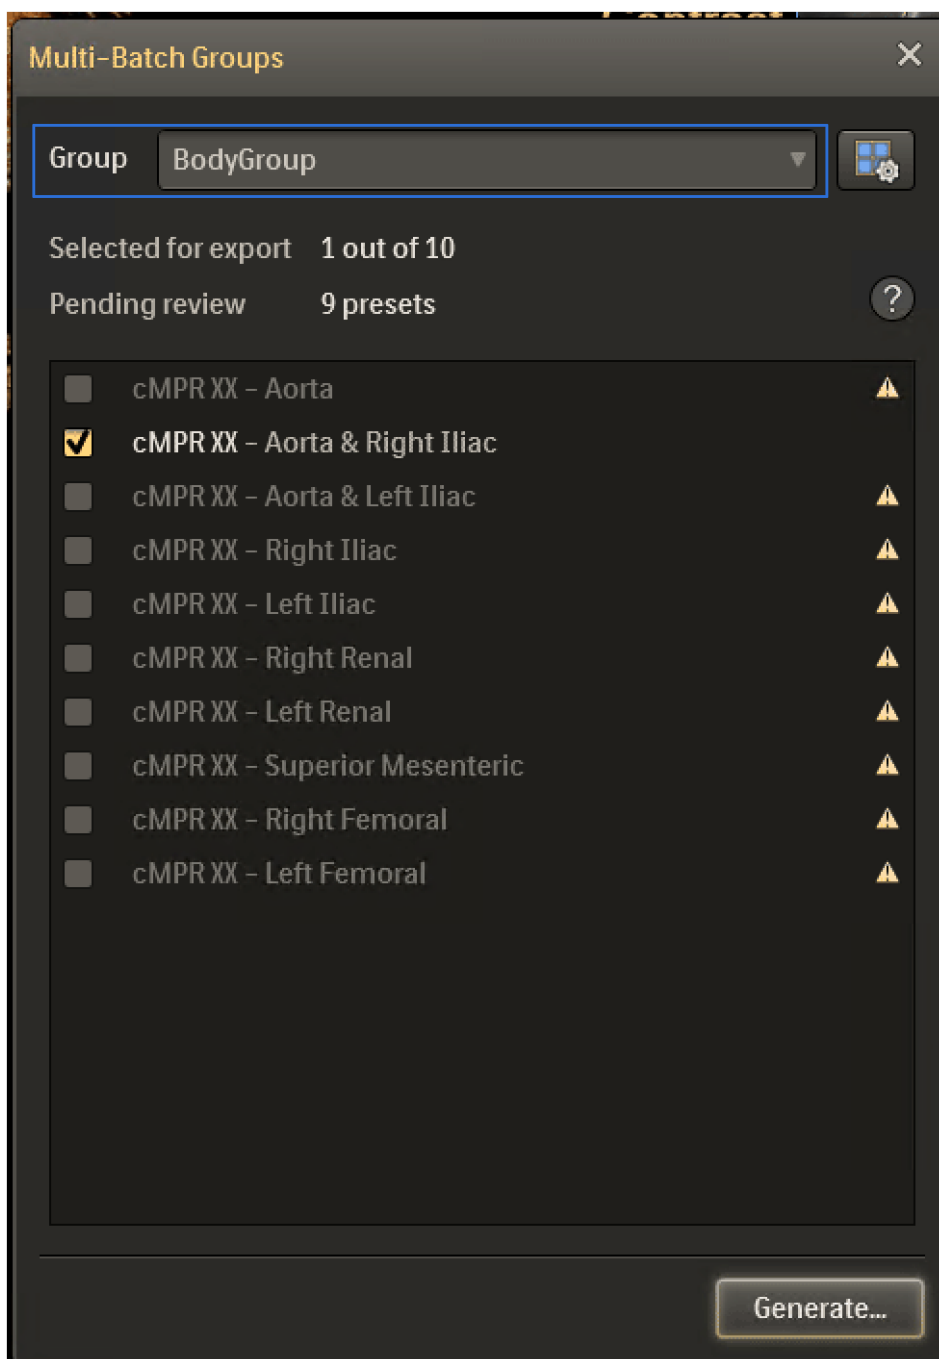 Contrast
Multi-Batch Groups
Group BodyGroup
Selected for export 1 out of 10
Pending review 9 presets
?
cMPR XX - Aorta
cMPR XX - Aorta & Right Iliac
cMPR XX - Aorta & Left Iliac
cMPR XX - Right Iliac
cMPR XX - Left Iliac
cMPR XX - Right Renal
cMPR XX - Left Renal
cMPR XX - Superior Mesenteric
cMPR XX - Right Femoral
cMPR XX - Left Femoral
Generate...